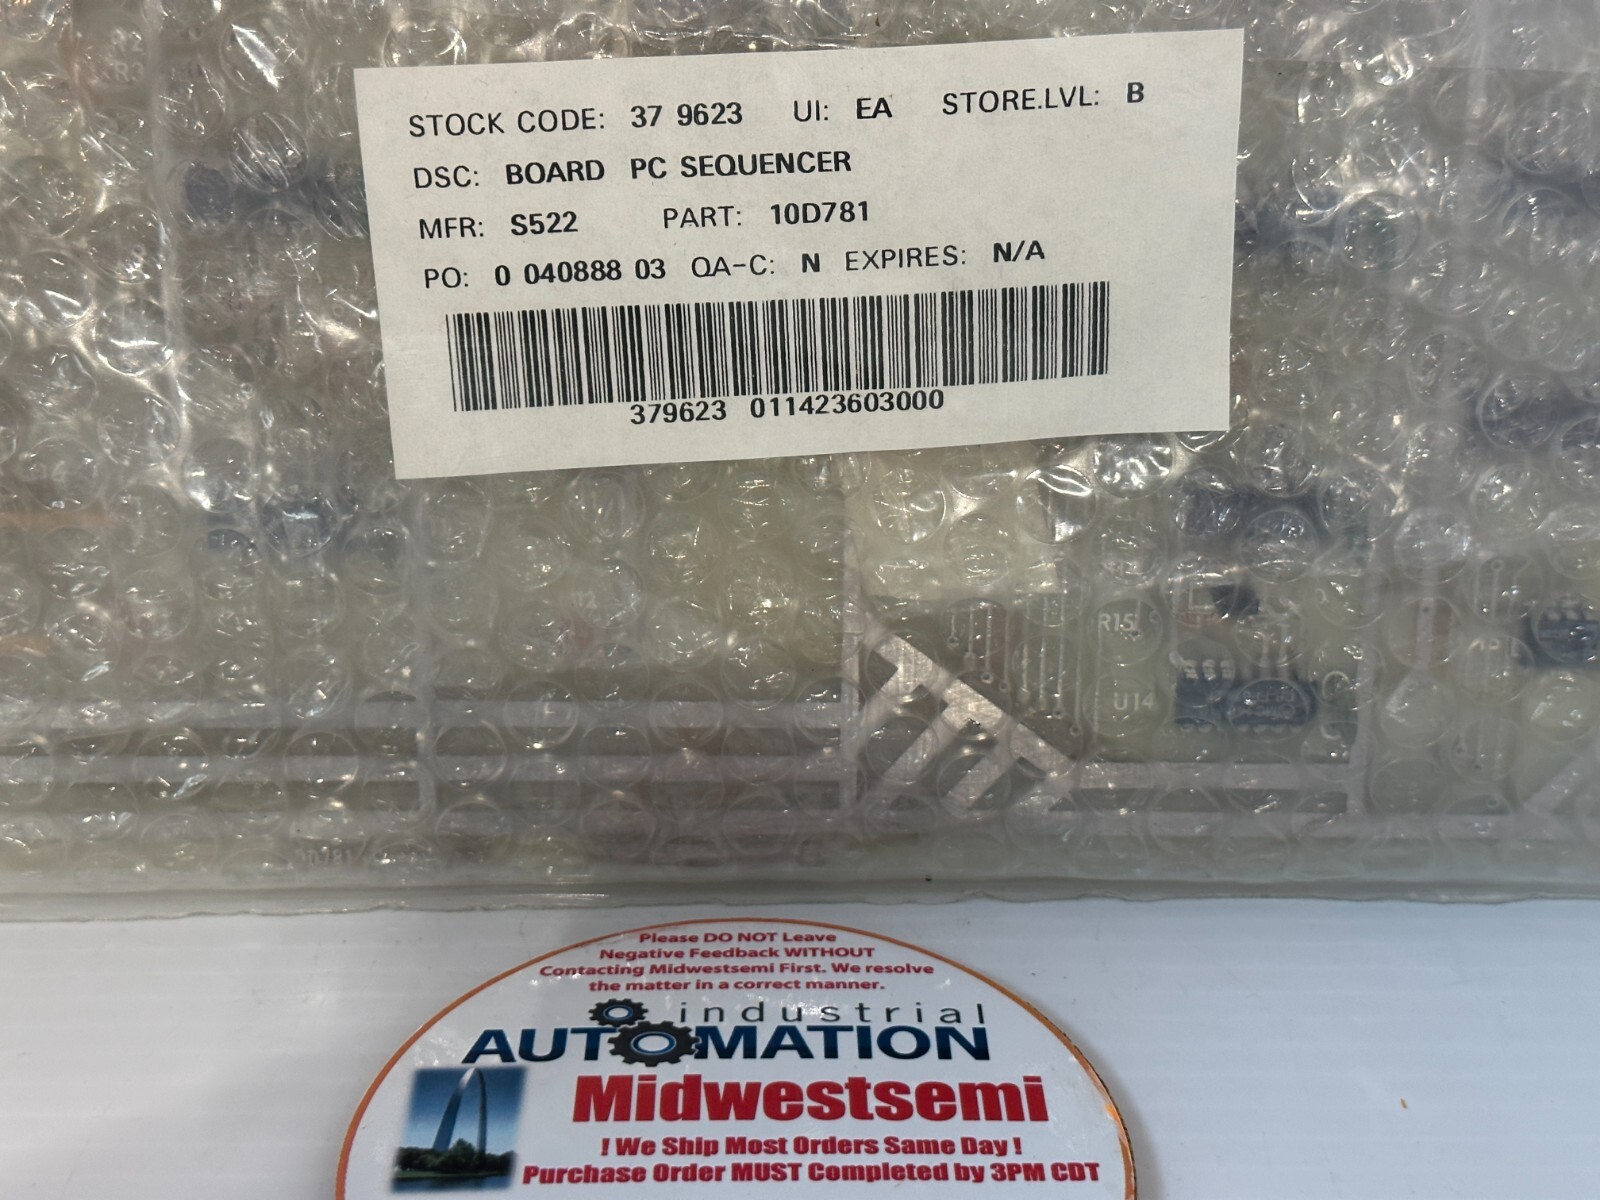 STOCK CODE: 37 9623 UI: EA STORE.LVL: B
DSC: BOARD PC SEQUENCER
MFR: S522 PART: 10D781
PO: 0 040888 03 QA-C: N EXPIRES: N/A
379623 011423603000
R15
U14
10781
Please DO NOT Leave
Negative Feedback WITHOUT
Contacting Midwestsemi First. We resolve
the matter in a correct manner.
industrial
AUTOMATION
Midwestsemi
! We Ship Most Orders Same Day !
Purchase Order MUST Completed by 3PM CDT